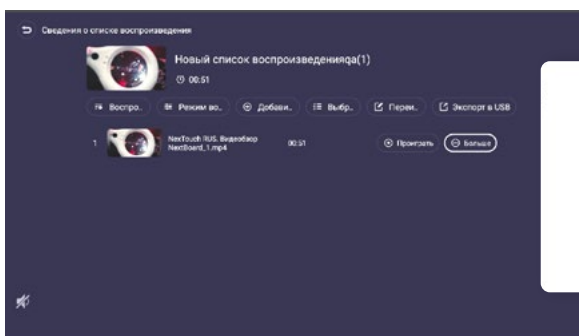 Сведения о списке воспроизведения
Новый список воспроизведенияqa(1)
00:51
Воспро.. Режим во.. Добави.. Выбр.. Переи.. Экспорт в USB
1 NexTouch RUS. Видеобзор 00:51 Проиграть Больше
NextBoard_1.mp4